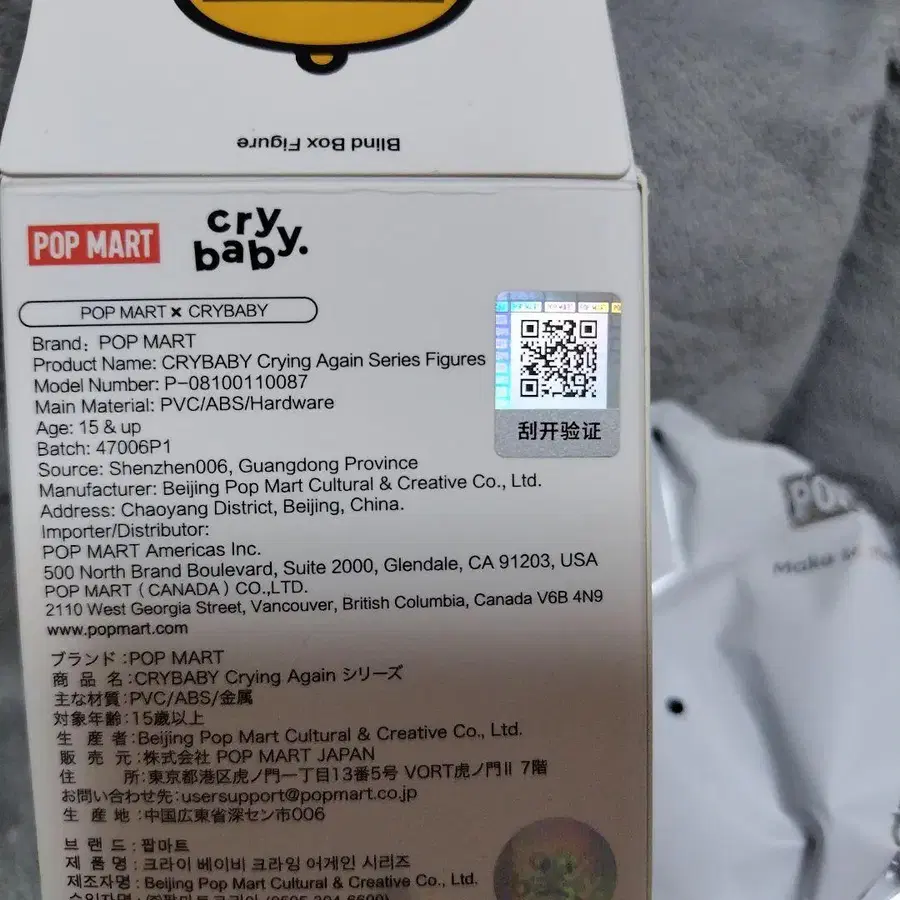 Blind Box Figure
POP MART
cry baby.
POP MART × CRYBABY
Brand: POP MART
Product Name: CRYBABY Crying Again Series Figures
Model Number: P-08100110087
Main Material: PVC/ABS/Hardware
Age: 15 & up
Batch: 47006P1
Source: Shenzhen006, Guangdong Province
Manufacturer: Beijing Pop Mart Cultural & Creative Co., Ltd.
Address: Chaoyang District, Beijing, China.
Importer/Distributor:
POP MART Americas Inc.
500 North Brand Boulevard, Suite 2000, Glendale, CA 91203, USA
POP MART (CANADA) CO.,LTD.
2110 West Georgia Street, Vancouver, British Columbia, Canada V6B 4N9
www.popmart.com
刮开验证
ブランド:POP MART
商品名:CRYBABY Crying Again シリーズ
主な材質:PVC/ABS/金属
対象年齢:15歳以上
生産者:Beijing Pop Mart Cultural & Creative Co., Ltd.
販売元:株式会社 POP MART JAPAN
住所:東京都港区虎ノ門一丁目13番5号 VORT虎ノ門II 7階
お問い合わせ先:usersupport@popmart.co.jp
生産地:中国広東省深セン市006
브랜드:팝마트
제품명:크라이 베이비 크라잉 어게인 시리즈
제조자명:Beijing Pop Mart Cultural & Creative Co., Ltd.
POP
Make